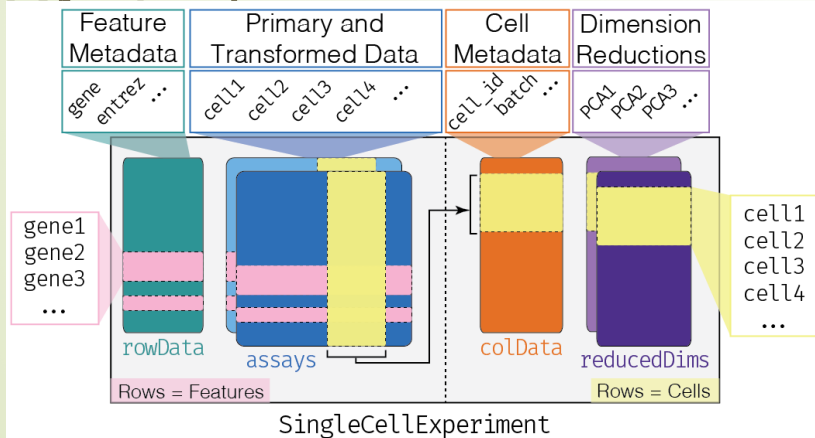 Feature
Metadata
Primary and
Transformed Data
Cell
Metadata
Dimension
Reductions
gene
entrez
...
cell1
cell2
cell3
cell4
...
cell_id
batch
...
PCA1
PCA2
PCA3
...
gene1
gene2
gene3
...
cell1
cell2
cell3
cell4
...
rowData
assays
colData
reducedDims
Rows = Features
Rows = Cells
SingleCellExperiment